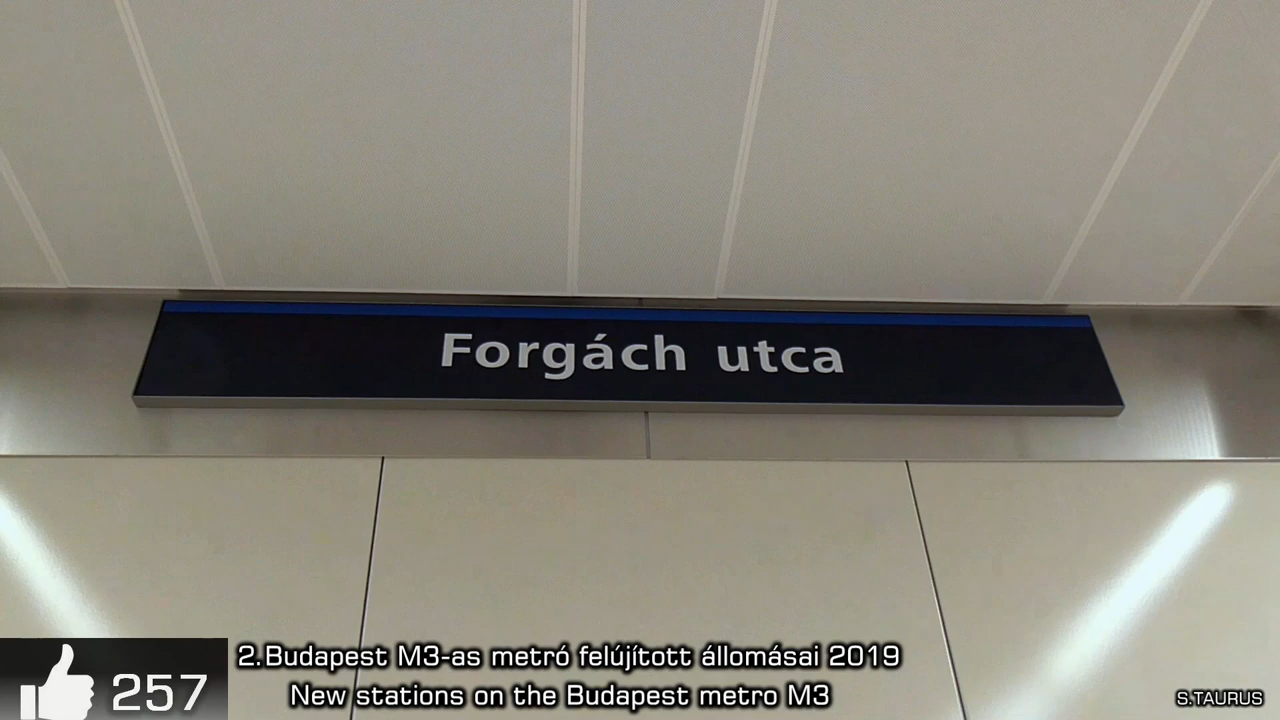 Forgách utca
257
2.Budapest M3-as metró felújított állomásai 2019
New stations on the Budapest metro M3
S.TAURUS